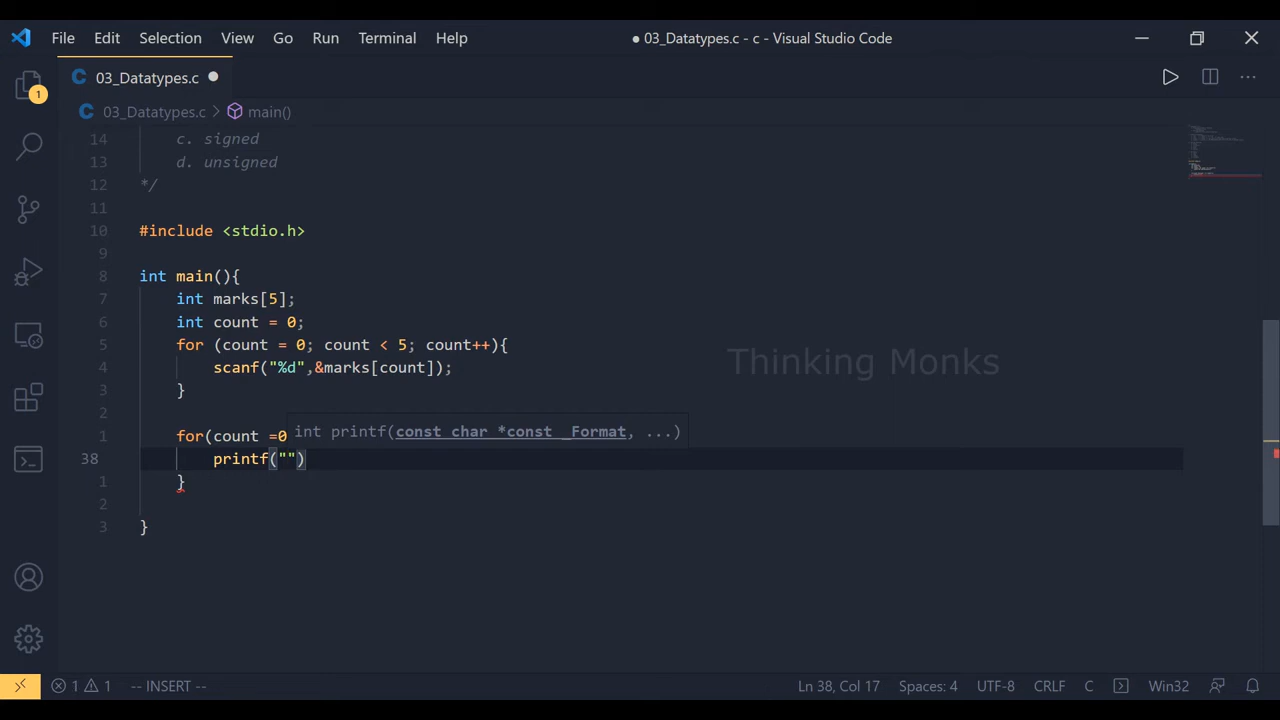 File Edit Selection View Go Run Terminal Help ● 03_Datatypes.c - c - Visual Studio Code
1 C 03_Datatypes.c ●
C 03_Datatypes.c > main()
14 c. signed
13 d. unsigned
12 */
11
10 #include <stdio.h>
9
8 int main(){
7 int marks[5];
6 int count = 0;
5 for (count = 0; count < 5; count++){
4 scanf("%d",&marks[count]);
Thinking Monks
3 }
2
1 for(count =0 int printf(const char *const _Format, ...)
38 printf("")
1 }
2
3 }
1 1 -- INSERT -- Ln 38, Col 17 Spaces: 4 UTF-8 CRLF C Win32